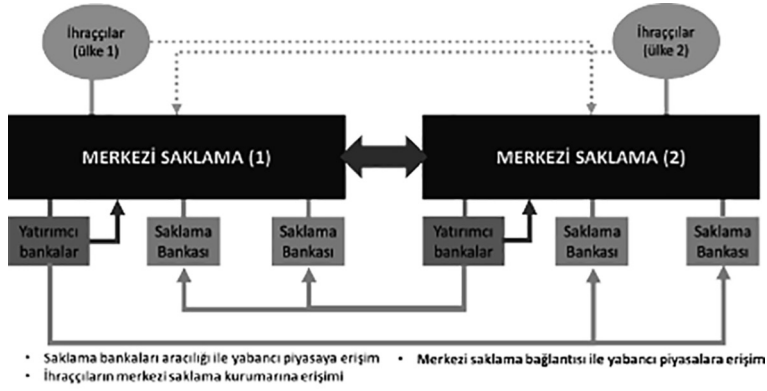 İhraççılar
(ülke 1)
İhraççılar
(ülke 2)
MERKEZİ SAKLAMA (1)
MERKEZİ SAKLAMA (2)
Yatırımcı
bankalar
Saklama
Bankası
Saklama
Bankası
Yatırımcı
bankalar
Saklama
Bankası
Saklama
Bankası
• Saklama bankaları aracılığı ile yabancı piyasaya erişim
• Merkezi saklama bağlantısı ile yabancı piyasalara erişim
• İhraççıların merkezi saklama kurumarına erişimi